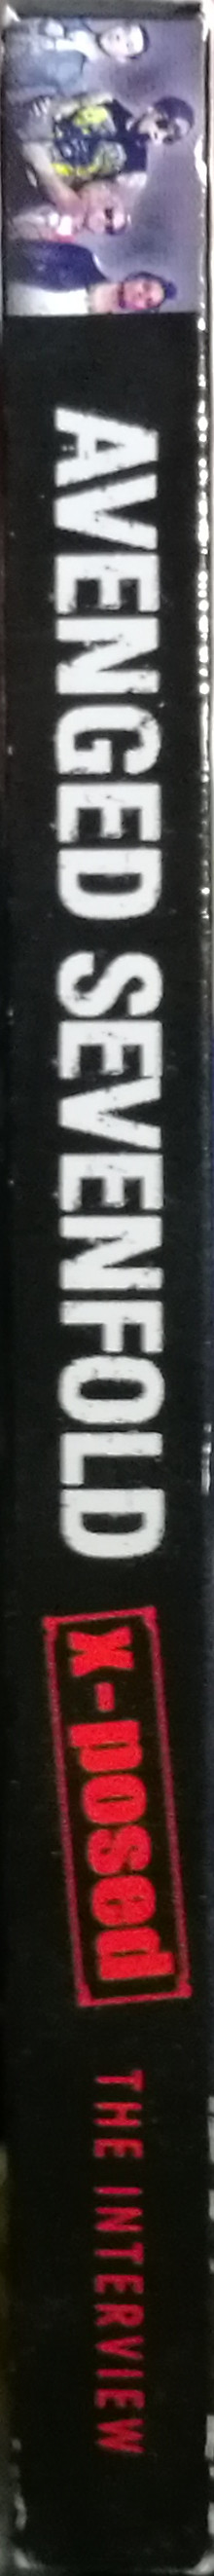 AVENGED SEVENFOLD
x-posed
THE INTERVIEW